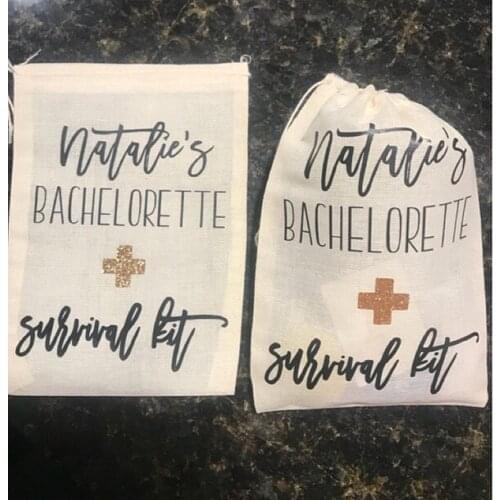 Natalie's
BACHELORETTE
survival kit
Natalie's
BACHELORETTE
survival kit